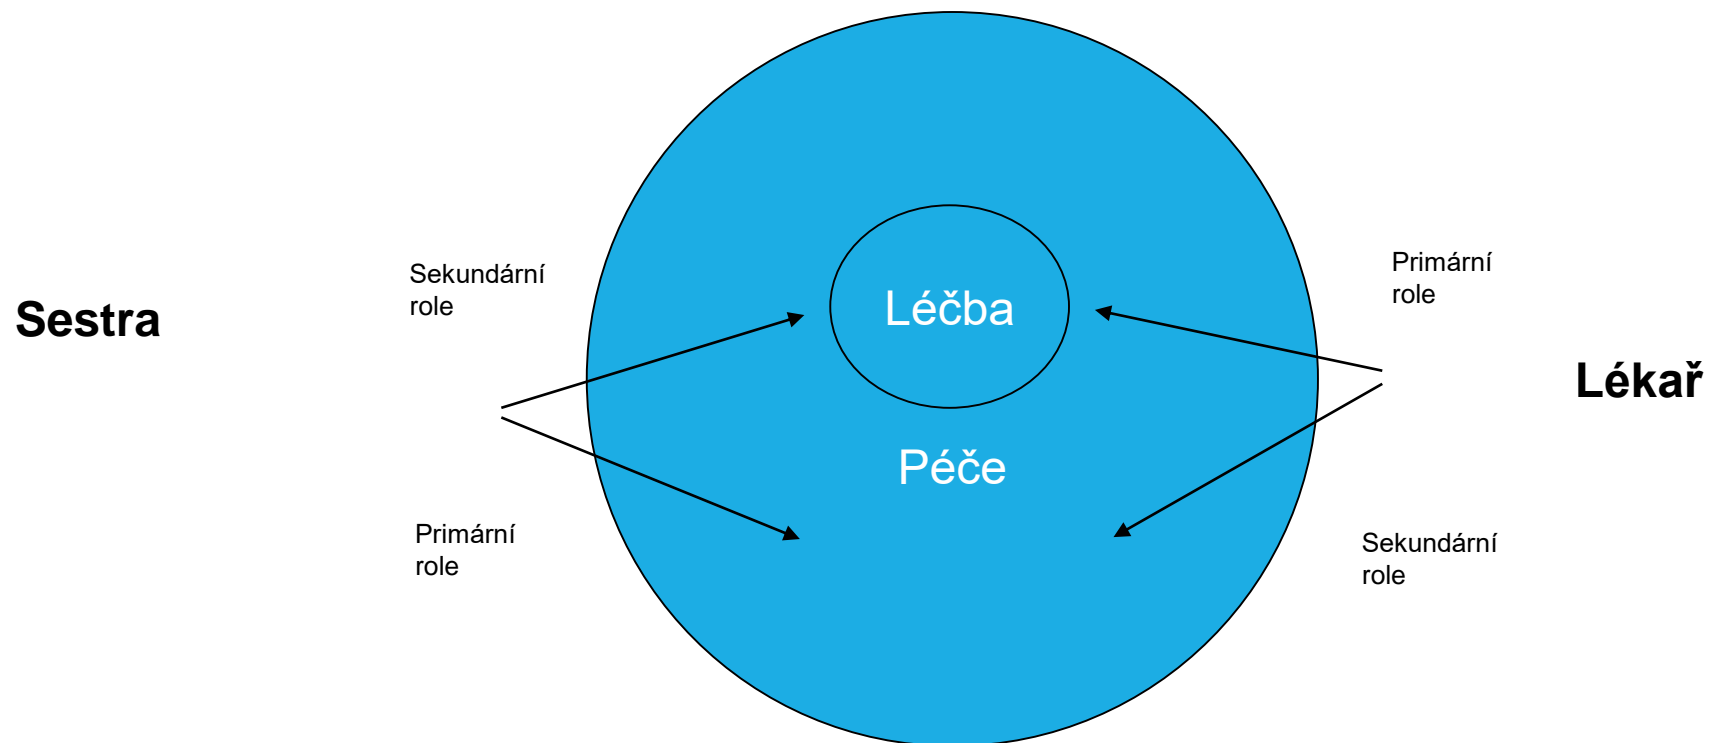 Sestra
Sekundární
role
Primární
role
Léčba
Péče
Primární
role
Sekundární
role
Lékař